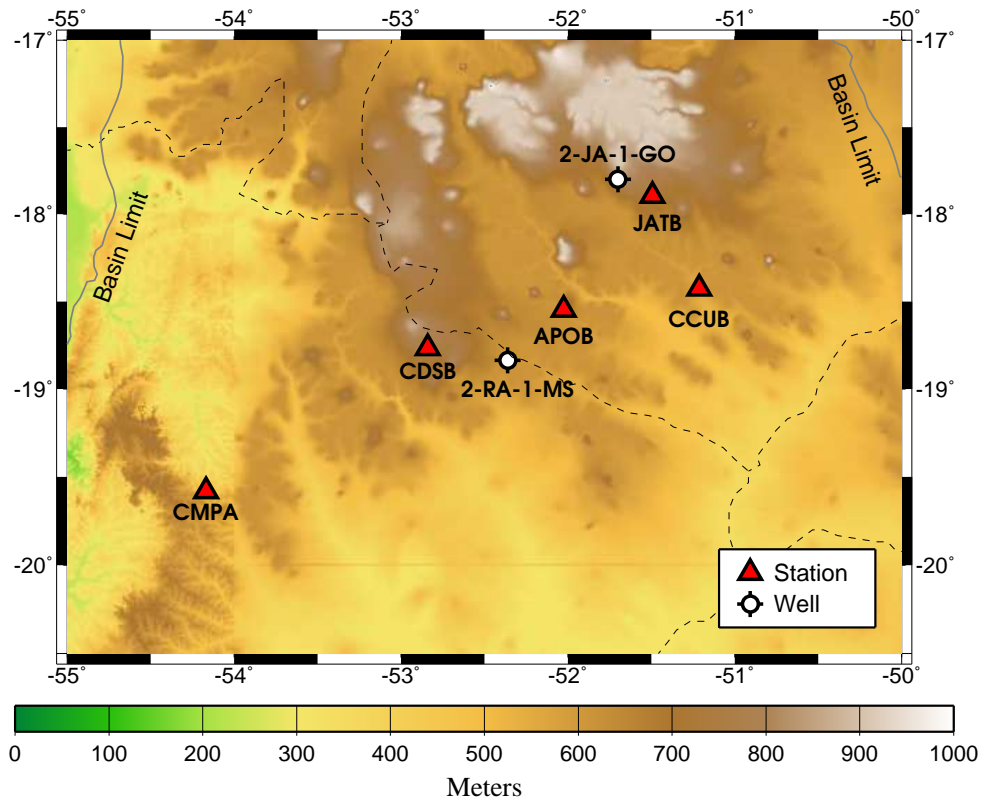 -55˚ -54˚ -53˚ -52˚ -51˚ -50˚
-17˚ -17˚
Basin Limit
2-JA-1-GO
JATB
-18˚ -18˚
Basin Limit
CCUB
APOB
CDSB
2-RA-1-MS
-19˚ -19˚
CMPA
-20˚ -20˚
Station
Well
-55˚ -54˚ -53˚ -52˚ -51˚ -50˚
0 100 200 300 400 500 600 700 800 900 1000
Meters